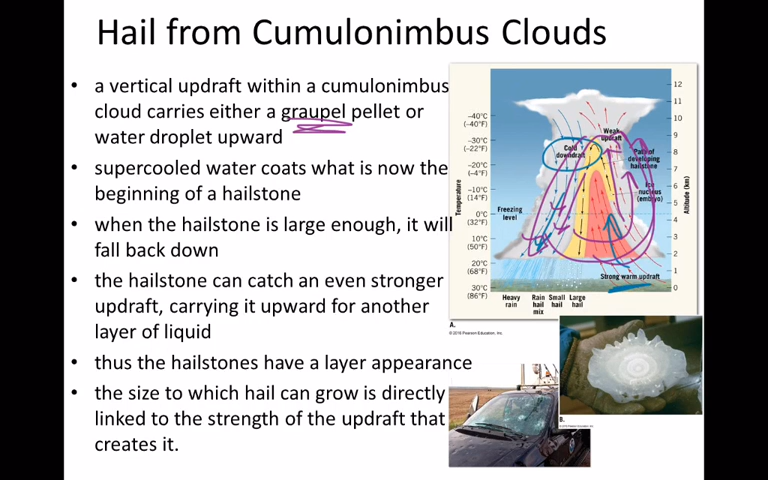 Hail from Cumulonimbus Clouds
• a vertical updraft within a cumulonimbus
cloud carries either a graupel pellet or
water droplet upward
• supercooled water coats what is now the
beginning of a hailstone
• when the hailstone is large enough, it will
fall back down
• the hailstone can catch an even stronger
updraft, carrying it upward for another
layer of liquid
• thus the hailstones have a layer appearance
• the size to which hail can grow is directly
linked to the strength of the updraft that
creates it.
Temperature
–40°C
(–40°F)
–30°C
(–22°F)
–20°C
(–4°F)
–10°C
(14°F)
0°C
(32°F)
10°C
(50°F)
20°C
(68°F)
30°C
(86°F)
Freezing
level
Cold
downdraft
Weak
updraft
Path of
developing
hailstone
Ice
nucleus
(embryo)
Strong warm updraft
12
11
10
9
8
7
6
5
4
3
2
1
0
Altitude (km)
Heavy
rain
Rain
hail
mix
Small
hail
Large
hail
A.
© 2016 Pearson Education, Inc.
B.
© 2016 Pearson Education, Inc.